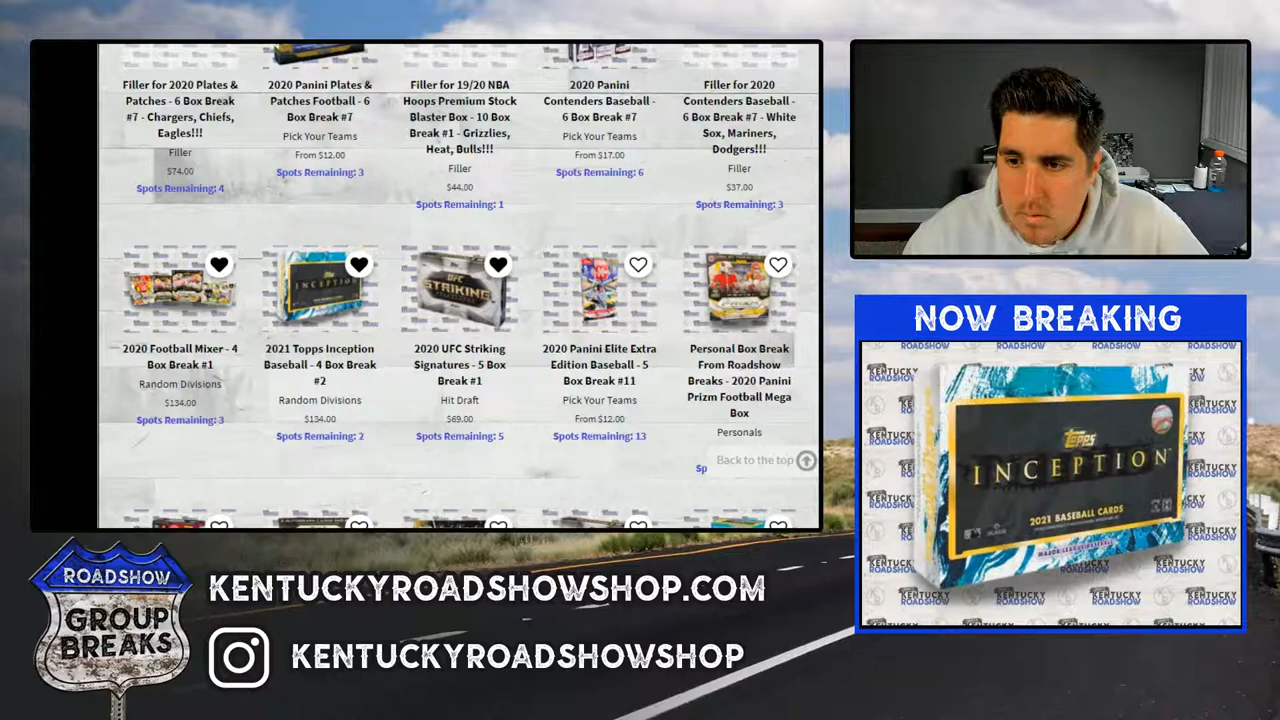 Filler for 2020 Plates &
Patches - 6 Box Break
#7 - Chargers, Chiefs,
Eagles!!!
Filler
$74.00
Spots Remaining: 4
2020 Panini Plates &
Patches Football - 6
Box Break #7
Pick Your Teams
From $12.00
Spots Remaining: 3
Filler for 19/20 NBA
Hoops Premium Stock
Blaster Box - 10 Box
Break #1 - Grizzlies,
Heat, Bulls!!!
Filler
$44.00
Spots Remaining: 1
2020 Panini
Contenders Baseball -
6 Box Break #7
Pick Your Teams
From $17.00
Spots Remaining: 6
Filler for 2020
Contenders Baseball -
6 Box Break #7 - White
Sox, Mariners,
Dodgers!!!
Filler
$37.00
Spots Remaining: 3
2020 Football Mixer - 4
Box Break #1
Random Divisions
$134.00
Spots Remaining: 3
INCEPTION
2021 Topps Inception
Baseball - 4 Box Break
#2
Random Divisions
$134.00
Spots Remaining: 2
UFC
STRIKING
2020 UFC Striking
Signatures - 5 Box
Break #1
Hit Draft
$69.00
Spots Remaining: 5
2020 Panini Elite Extra
Edition Baseball - 5
Box Break #11
Pick Your Teams
From $12.00
Spots Remaining: 13
Personal Box Break
From Roadshow
Breaks - 2020 Panini
Prizm Football Mega
Box
Personals
Sp
Back to the top
NOW BREAKING
KENTUCKY
ROADSHOW
Topps
INCEPTION
2021 BASEBALL CARDS
MAJOR LEAGUE BASEBALL
ROADSHOW
GROUP
BREAKS
KENTUCKYROADSHOWSHOP.COM
KENTUCKYROADSHOWSHOP